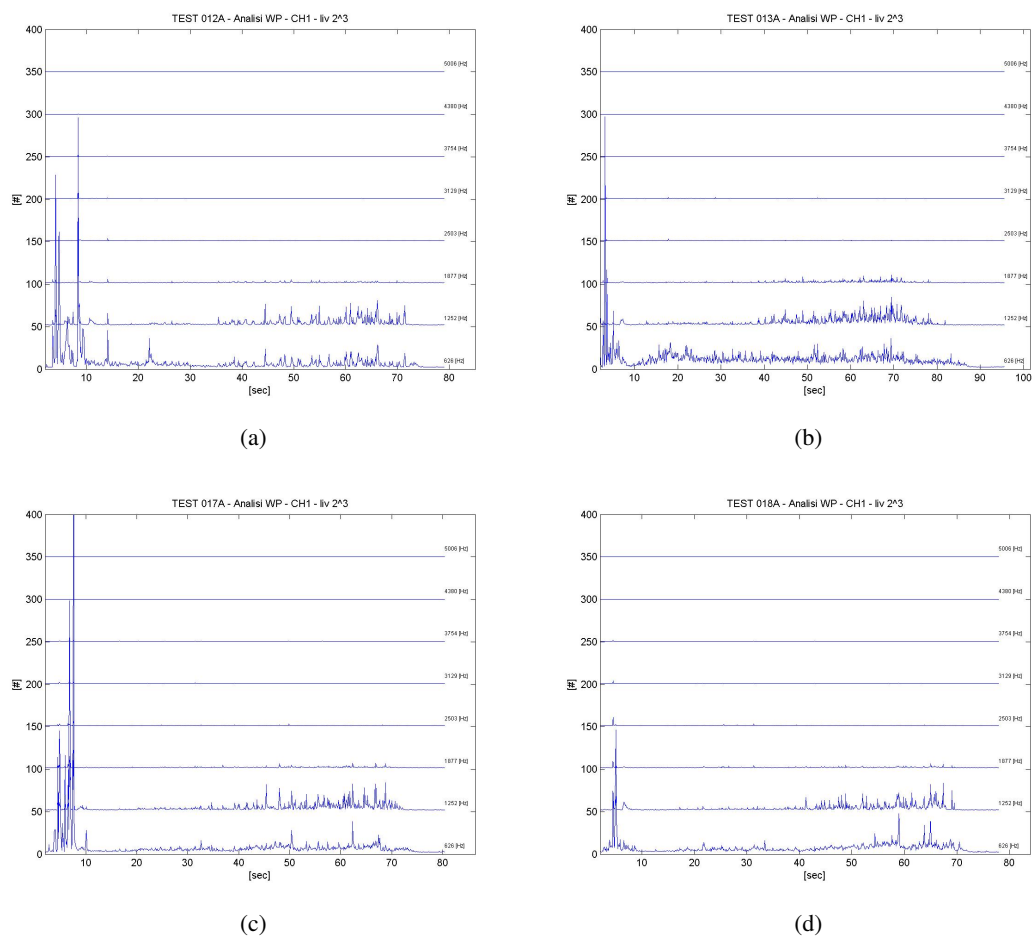 TEST 012A - Analisi WP - CH1 - liv 2^3
400
350
300
250
200
150
100
50
0
[#]
5006 [Hz]
4380 [Hz]
3754 [Hz]
3129 [Hz]
2503 [Hz]
1877 [Hz]
1252 [Hz]
626 [Hz]
10 20 30 40 50 60 70 80
[sec]
(a)
TEST 013A - Analisi WP - CH1 - liv 2^3
400
350
300
250
200
150
100
50
0
[#]
5006 [Hz]
4380 [Hz]
3754 [Hz]
3129 [Hz]
2503 [Hz]
1877 [Hz]
1252 [Hz]
626 [Hz]
10 20 30 40 50 60 70 80 90 100
[sec]
(b)
TEST 017A - Analisi WP - CH1 - liv 2^3
400
350
300
250
200
150
100
50
0
[#]
5006 [Hz]
4380 [Hz]
3754 [Hz]
3129 [Hz]
2503 [Hz]
1877 [Hz]
1252 [Hz]
626 [Hz]
10 20 30 40 50 60 70 80
[sec]
(c)
TEST 018A - Analisi WP - CH1 - liv 2^3
400
350
300
250
200
150
100
50
0
[#]
5006 [Hz]
4380 [Hz]
3754 [Hz]
3129 [Hz]
2503 [Hz]
1877 [Hz]
1252 [Hz]
626 [Hz]
10 20 30 40 50 60 70 80
[sec]
(d)